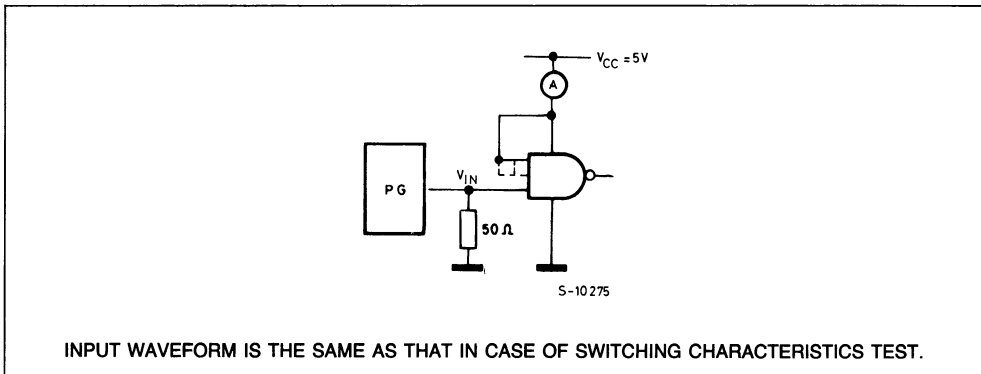 V_CC = 5V
A
PG
V_IN
50 Ω
S-10275
INPUT WAVEFORM IS THE SAME AS THAT IN CASE OF SWITCHING CHARACTERISTICS TEST.